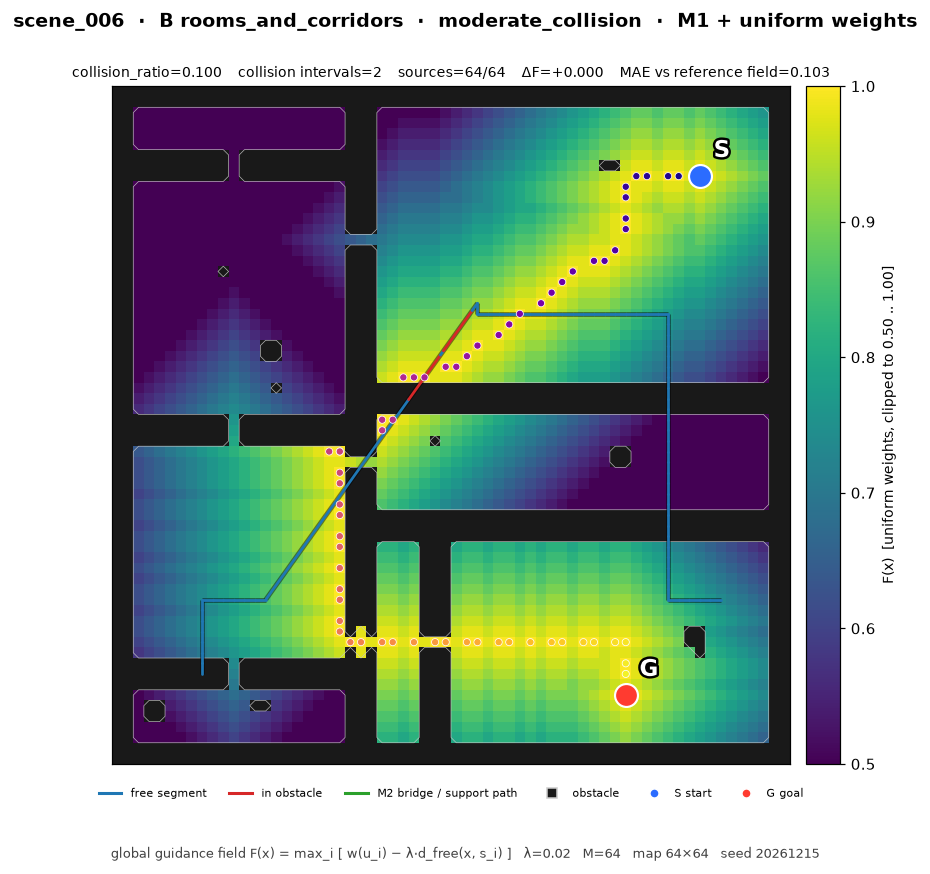 scene_006 · B rooms_and_corridors · moderate_collision · M1 + uniform weights
collision_ratio=0.100 collision intervals=2 sources=64/64 ΔF=+0.000 MAE vs reference field=0.103
S
G
1.0
0.9
0.8
0.7
0.6
0.5
F(x) [uniform weights, clipped to 0.50 .. 1.00]
free segment
in obstacle
M2 bridge / support path
obstacle
S start
G goal
global guidance field F(x) = max_i [ w(u_i) − λ·d_free(x, s_i) ] λ=0.02 M=64 map 64×64 seed 20261215